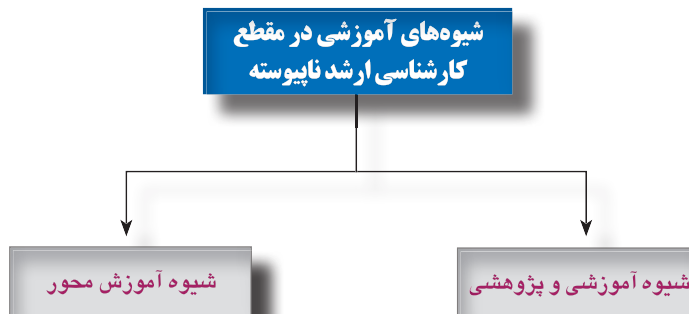 شیوه‌های آموزشی در مقطع
کارشناسی ارشد ناپیوسته
شیوه آموزشی و پژوهشی
شیوه آموزش محور